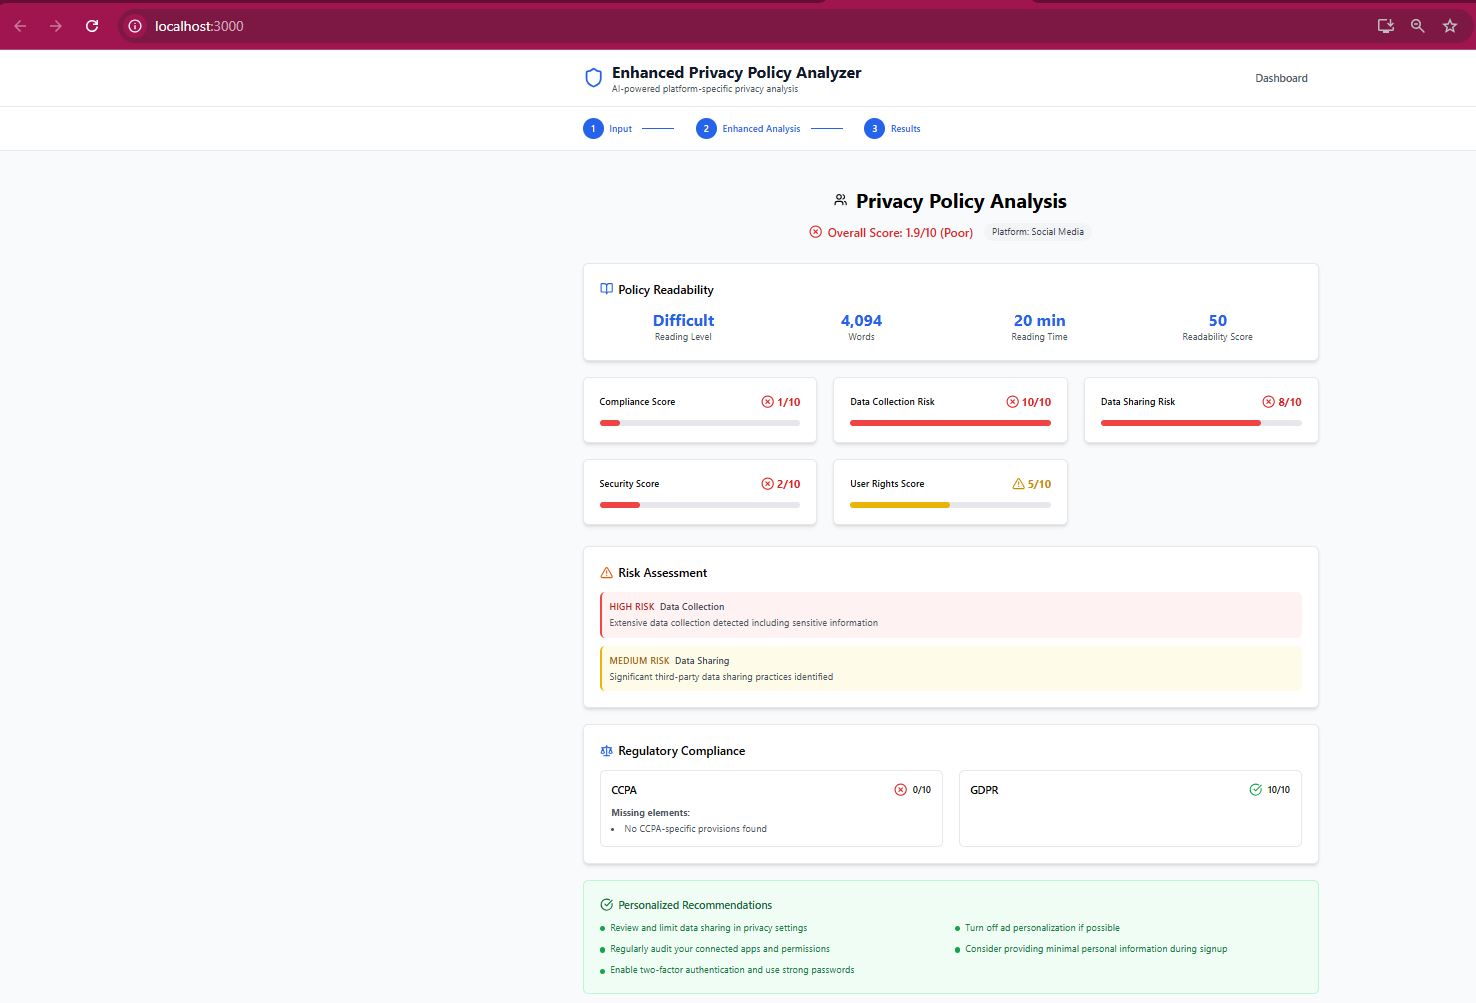 localhost:3000
Enhanced Privacy Policy Analyzer
AI-powered platform-specific privacy analysis
Dashboard
1 Input
2 Enhanced Analysis
3 Results
Privacy Policy Analysis
Overall Score: 1.9/10 (Poor)
Platform: Social Media
Policy Readability
Difficult
Reading Level
4,094
Words
20 min
Reading Time
50
Readability Score
Compliance Score
1/10
Data Collection Risk
10/10
Data Sharing Risk
8/10
Security Score
2/10
User Rights Score
5/10
Risk Assessment
HIGH RISK Data Collection
Extensive data collection detected including sensitive information
MEDIUM RISK Data Sharing
Significant third-party data sharing practices identified
Regulatory Compliance
CCPA
0/10
Missing elements:
• No CCPA-specific provisions found
GDPR
10/10
Personalized Recommendations
• Review and limit data sharing in privacy settings
• Turn off ad personalization if possible
• Regularly audit your connected apps and permissions
• Consider providing minimal personal information during signup
• Enable two-factor authentication and use strong passwords